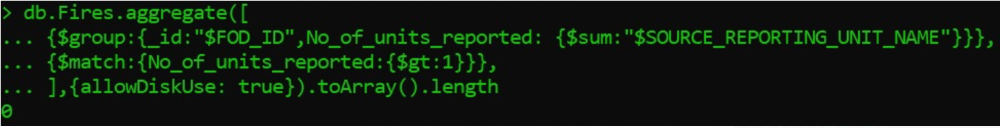 > db.Fires.aggregate([
... {$group:{_id:"$FOD_ID",No_of_units_reported: {$sum:"$SOURCE_REPORTING_UNIT_NAME"}}},
... {$match:{No_of_units_reported:{$gt:1}}},
... ],{allowDiskUse: true}).toArray().length
0